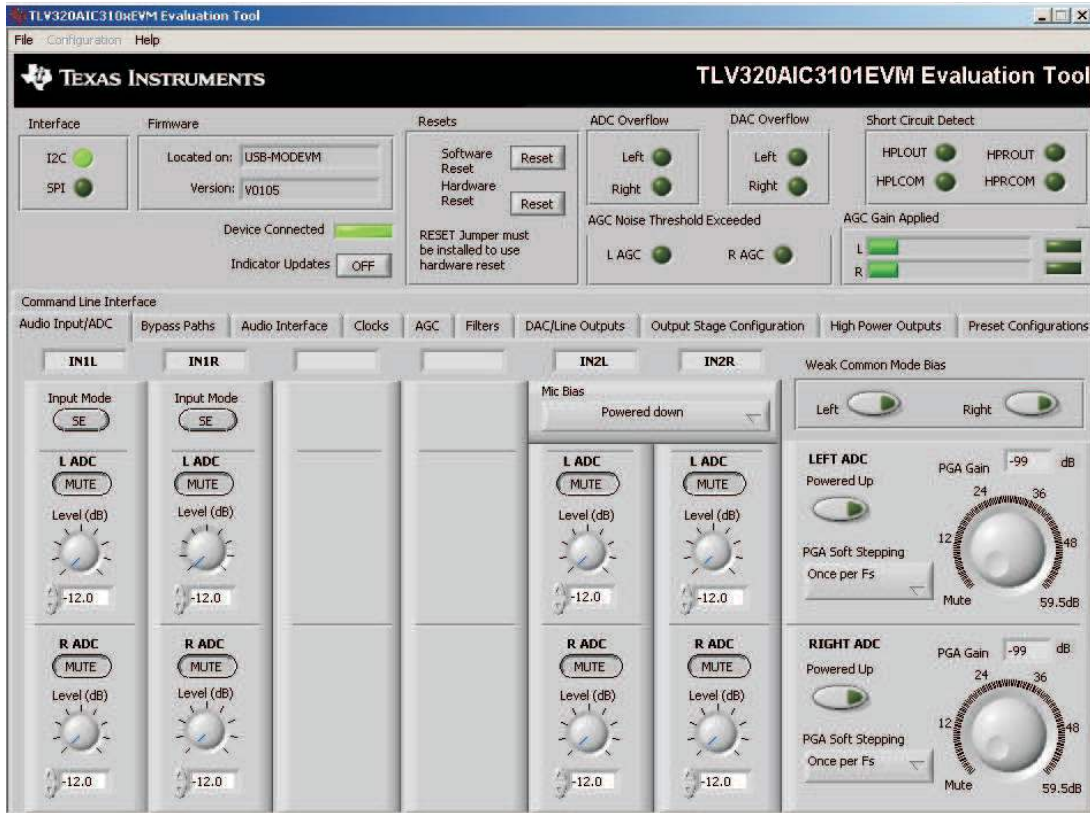 TLV320AIC310xEVM Evaluation Tool
File Configuration Help
TEXAS INSTRUMENTS
TLV320AIC3101EVM Evaluation Tool
Interface
I2C
SPI
Firmware
Located on: USB-MODEVM
Version: V0105
Device Connected
Indicator Updates OFF
Resets
Software Reset Reset
Hardware Reset Reset
RESET Jumper must
be installed to use
hardware reset
ADC Overflow
Left
Right
DAC Overflow
Left
Right
Short Circuit Detect
HPLOUT HPROUT
HPLCOM HPRCOM
AGC Noise Threshold Exceeded
L AGC R AGC
AGC Gain Applied
L
R
Command Line Interface
Audio Input/ADC Bypass Paths Audio Interface Clocks AGC Filters DAC/Line Outputs Output Stage Configuration High Power Outputs Preset Configurations
IN1L IN1R IN2L IN2R
Input Mode Input Mode
SE SE
Mic Bias
Powered down
L ADC L ADC L ADC L ADC
MUTE MUTE MUTE MUTE
Level (dB) Level (dB) Level (dB) Level (dB)
-12.0 -12.0 -12.0 -12.0
R ADC R ADC R ADC R ADC
MUTE MUTE MUTE MUTE
Level (dB) Level (dB) Level (dB) Level (dB)
-12.0 -12.0 -12.0 -12.0
Weak Common Mode Bias
Left Right
LEFT ADC
Powered Up
PGA Gain -99 dB
24 36
12 48
Mute 59.5dB
PGA Soft Stepping
Once per Fs
RIGHT ADC
Powered Up
PGA Gain -99 dB
24 36
12 48
Mute 59.5dB
PGA Soft Stepping
Once per Fs